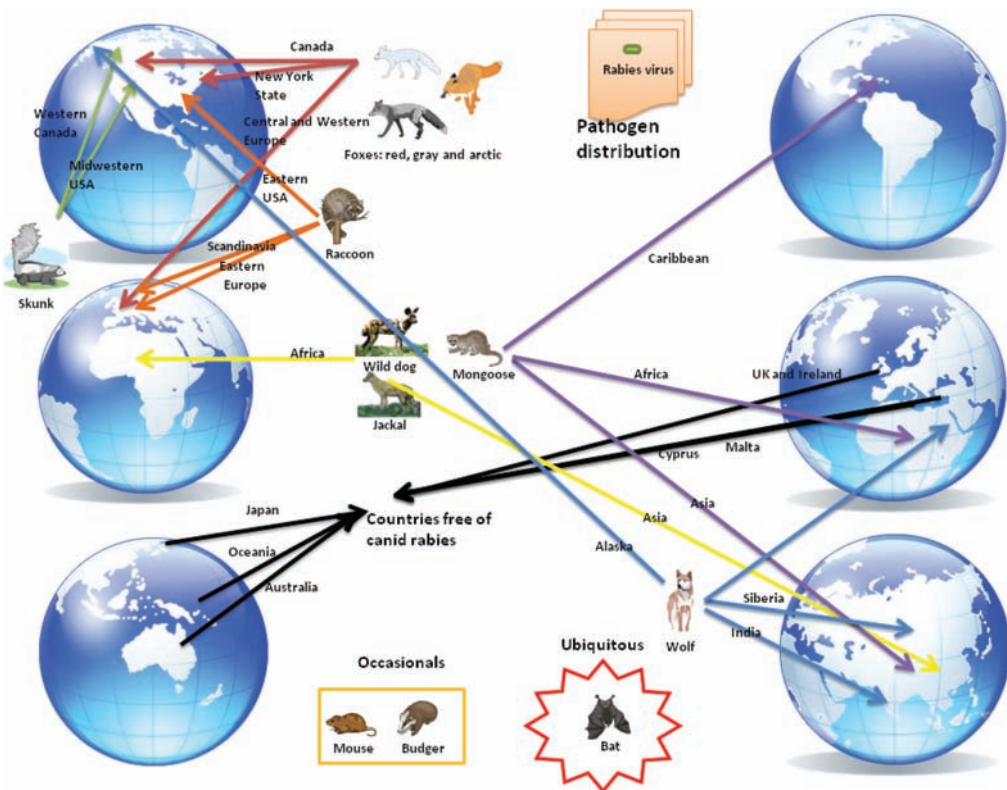 Canada
New York
State
Central and Western
Europe
Foxes: red, gray and arctic
Rabies virus
Pathogen
distribution
Western
Canada
Midwestern
USA
Eastern
USA
Raccoon
Skunk
Scandinavia
Eastern
Europe
Caribbean
Africa
Wild dog
Mongoose
Jackal
Africa
UK and Ireland
Cyprus
Malta
Countries free of
canid rabies
Japan
Oceania
Australia
Asia
Asia
Alaska
Siberia
India
Wolf
Occasionals
Mouse
Budger
Ubiquitous
Bat